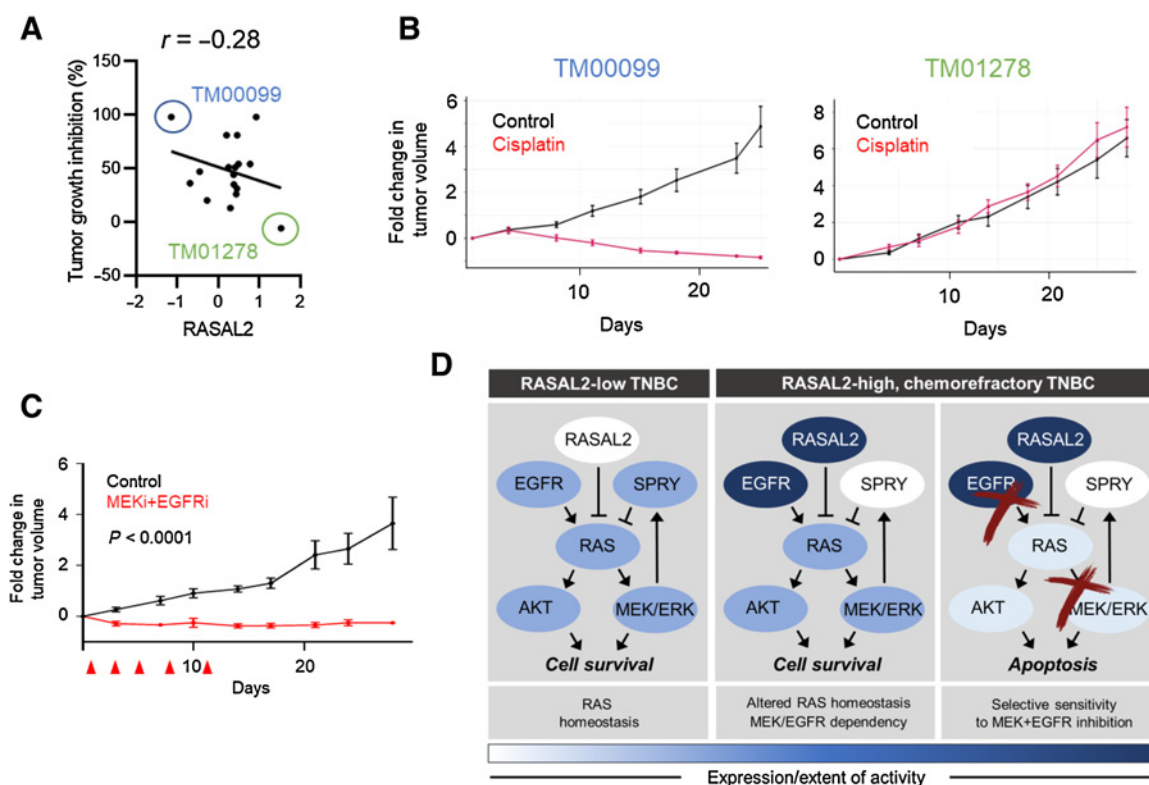 A
r = –0.28
Tumor growth inhibition (%)
150
100
50
0
–50
TM00099
TM01278
–2
–1
0
1
2
RASAL2
B
TM00099
Fold change in
tumor volume
6
4
2
0
Control
Cisplatin
10
20
Days
TM01278
8
6
4
2
0
Control
Cisplatin
10
20
Days
C
Fold change in
tumor volume
6
4
2
0
Control
MEKi+EGFRi
P < 0.0001
10
20
Days
D
RASAL2-low TNBC
RASAL2-high, chemorefractory TNBC
RASAL2
EGFR
SPRY
RAS
AKT
MEK/ERK
Cell survival
RAS
homeostasis
RASAL2
EGFR
SPRY
RAS
AKT
MEK/ERK
Cell survival
Altered RAS homeostasis
MEK/EGFR dependency
RASAL2
EGFR
SPRY
RAS
AKT
MEK/ERK
Apoptosis
Selective sensitivity
to MEK+EGFR inhibition
Expression/extent of activity